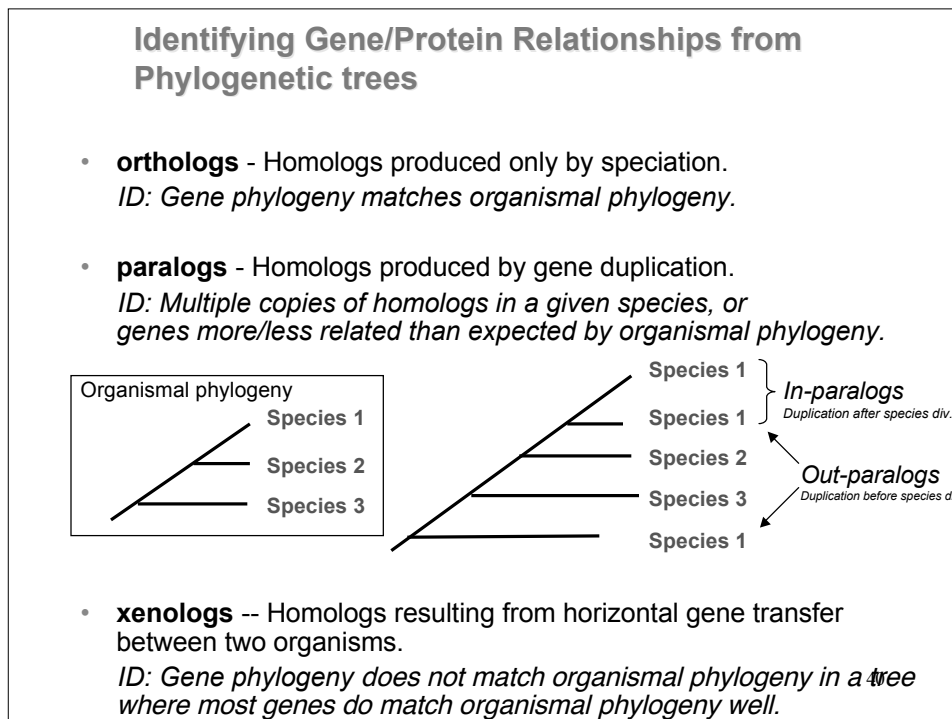 Identifying Gene/Protein Relationships from
Phylogenetic trees
• orthologs - Homologs produced only by speciation.
ID: Gene phylogeny matches organismal phylogeny.
• paralogs - Homologs produced by gene duplication.
ID: Multiple copies of homologs in a given species, or
genes more/less related than expected by organismal phylogeny.
Organismal phylogeny
Species 1
Species 2
Species 3
Species 1
Species 1
Species 2
Species 3
Species 1
In-paralogs
Duplication after species div.
Out-paralogs
Duplication before species d
• xenologs -- Homologs resulting from horizontal gene transfer
between two organisms.
ID: Gene phylogeny does not match organismal phylogeny in a tree
where most genes do match organismal phylogeny well.